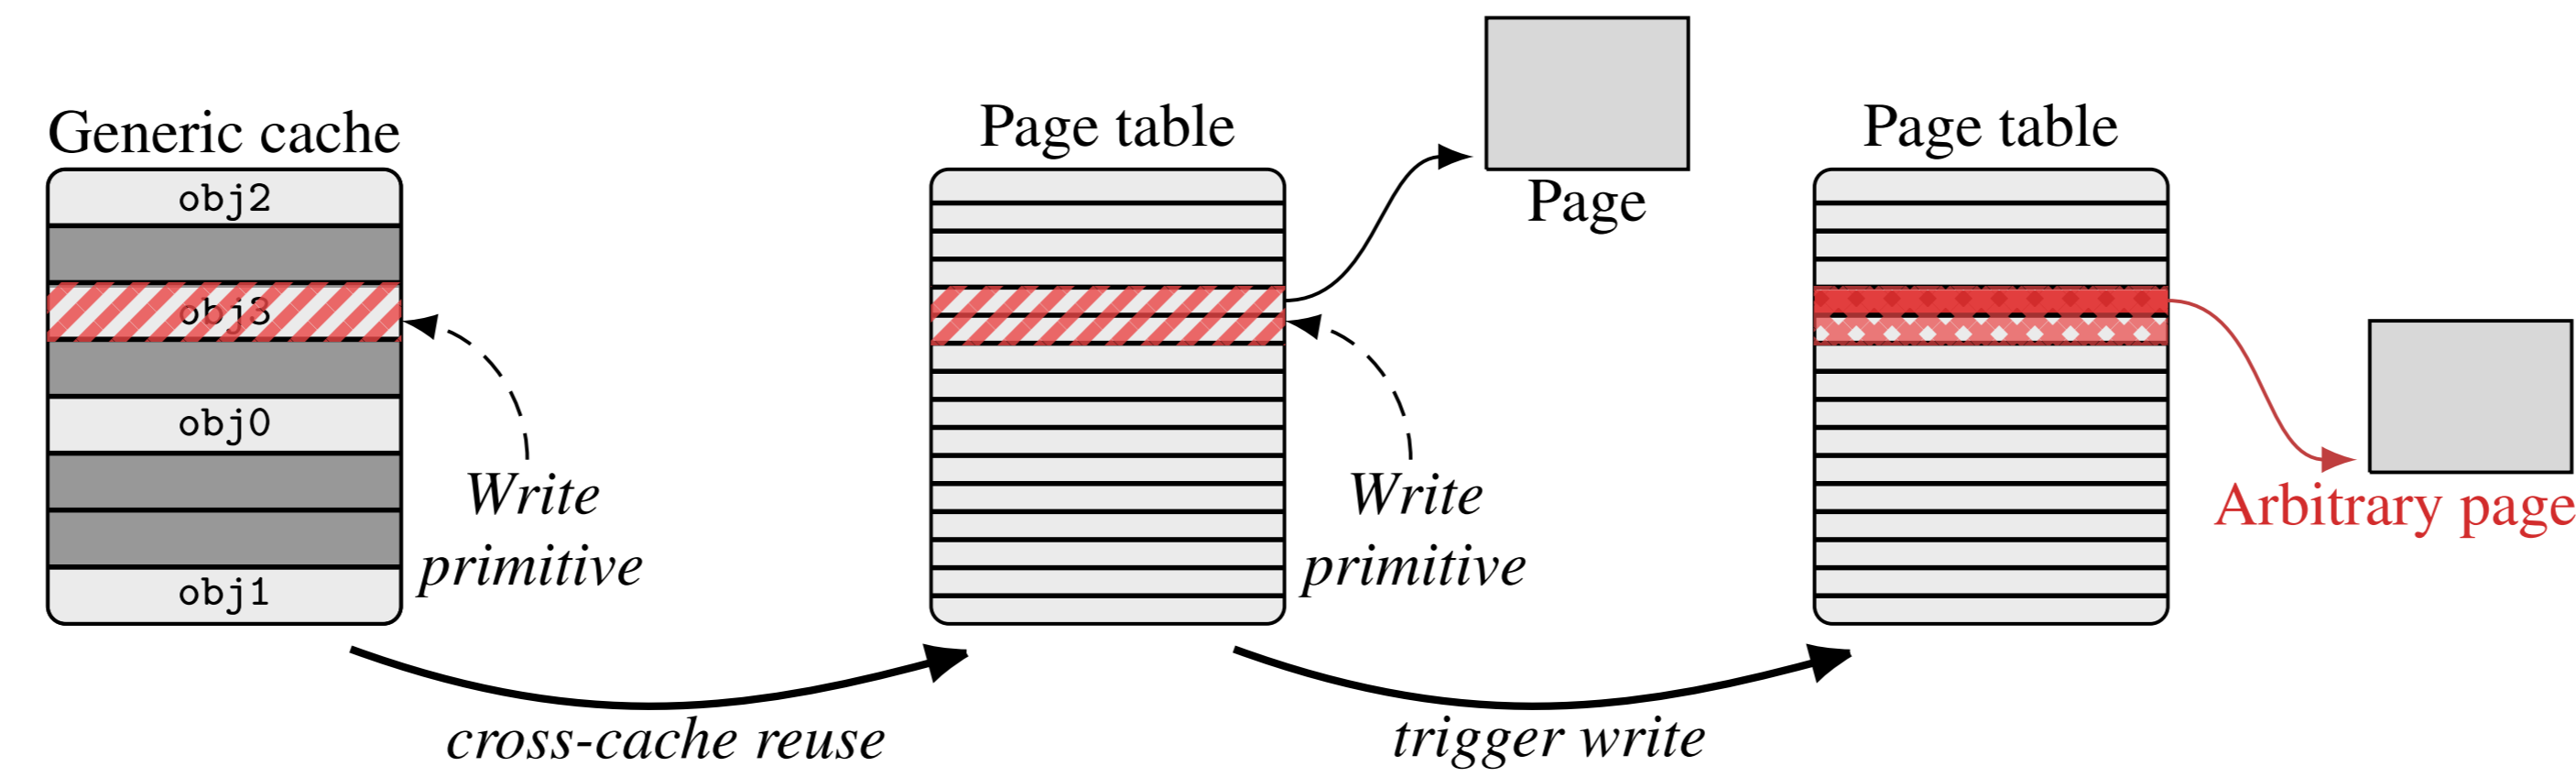 Generic cache
obj2
obj3
obj0
obj1
Write
primitive
cross-cache reuse
Page table
Page
Write
primitive
trigger write
Page table
Arbitrary page